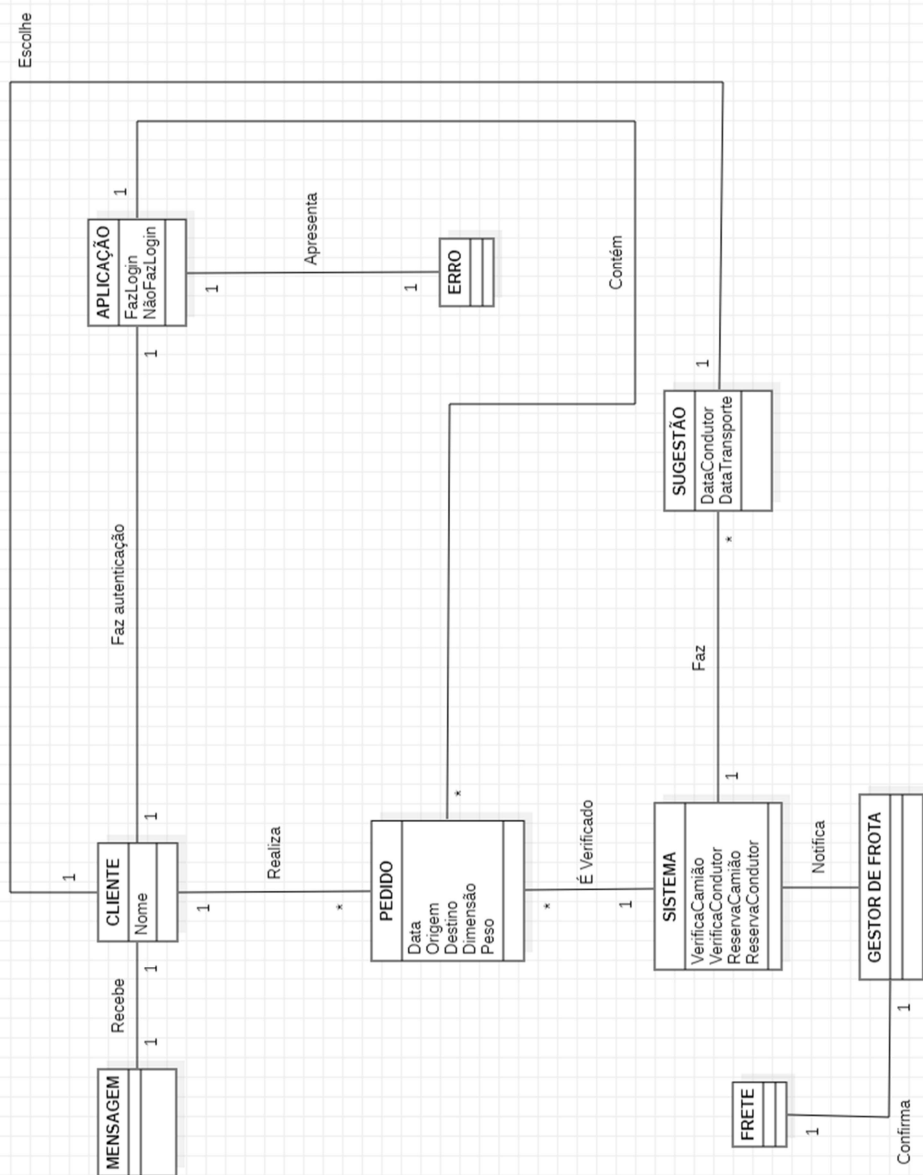 MENSAGEM
1
Recebe
1
CLIENTE
Nome
1
Faz autenticação
1
APLICAÇÃO
FazLogin
NãoFazLogin
1
1
Escolhe
1
Realiza
*
1
Apresenta
1
ERRO
PEDIDO
Data
Origem
Destino
Dimensão
Peso
*
Contém
*
É Verificado
1
SISTEMA
VerificaCamião
VerificaCondutor
ReservaCamião
ReservaCondutor
1
Faz
*
SUGESTÃO
DataCondutor
DataTransporte
1
Notifica
FRETE
1
Confirma
1
GESTOR DE FROTA